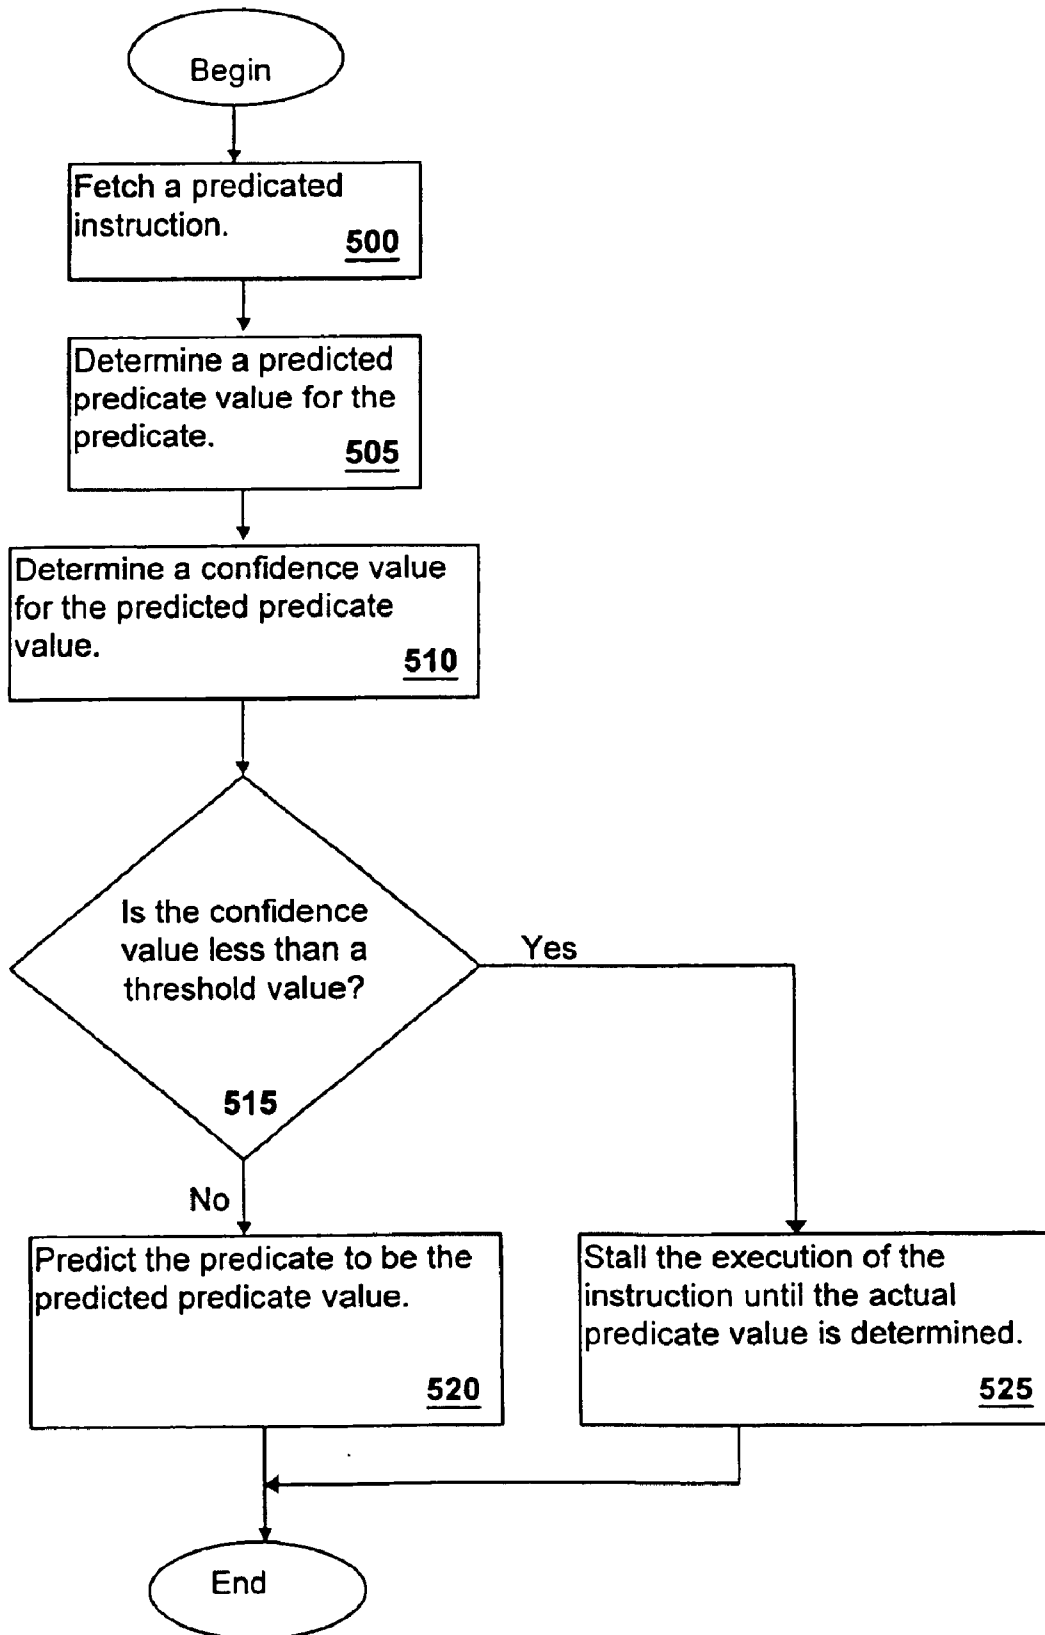 Begin
Fetch a predicated
instruction.
500
Determine a predicted
predicate value for the
predicate.
505
Determine a confidence value
for the predicted predicate
value.
510
Is the confidence
value less than a
threshold value?
515
Yes
No
Predict the predicate to be the
predicted predicate value.
520
Stall the execution of the
instruction until the actual
predicate value is determined.
525
End